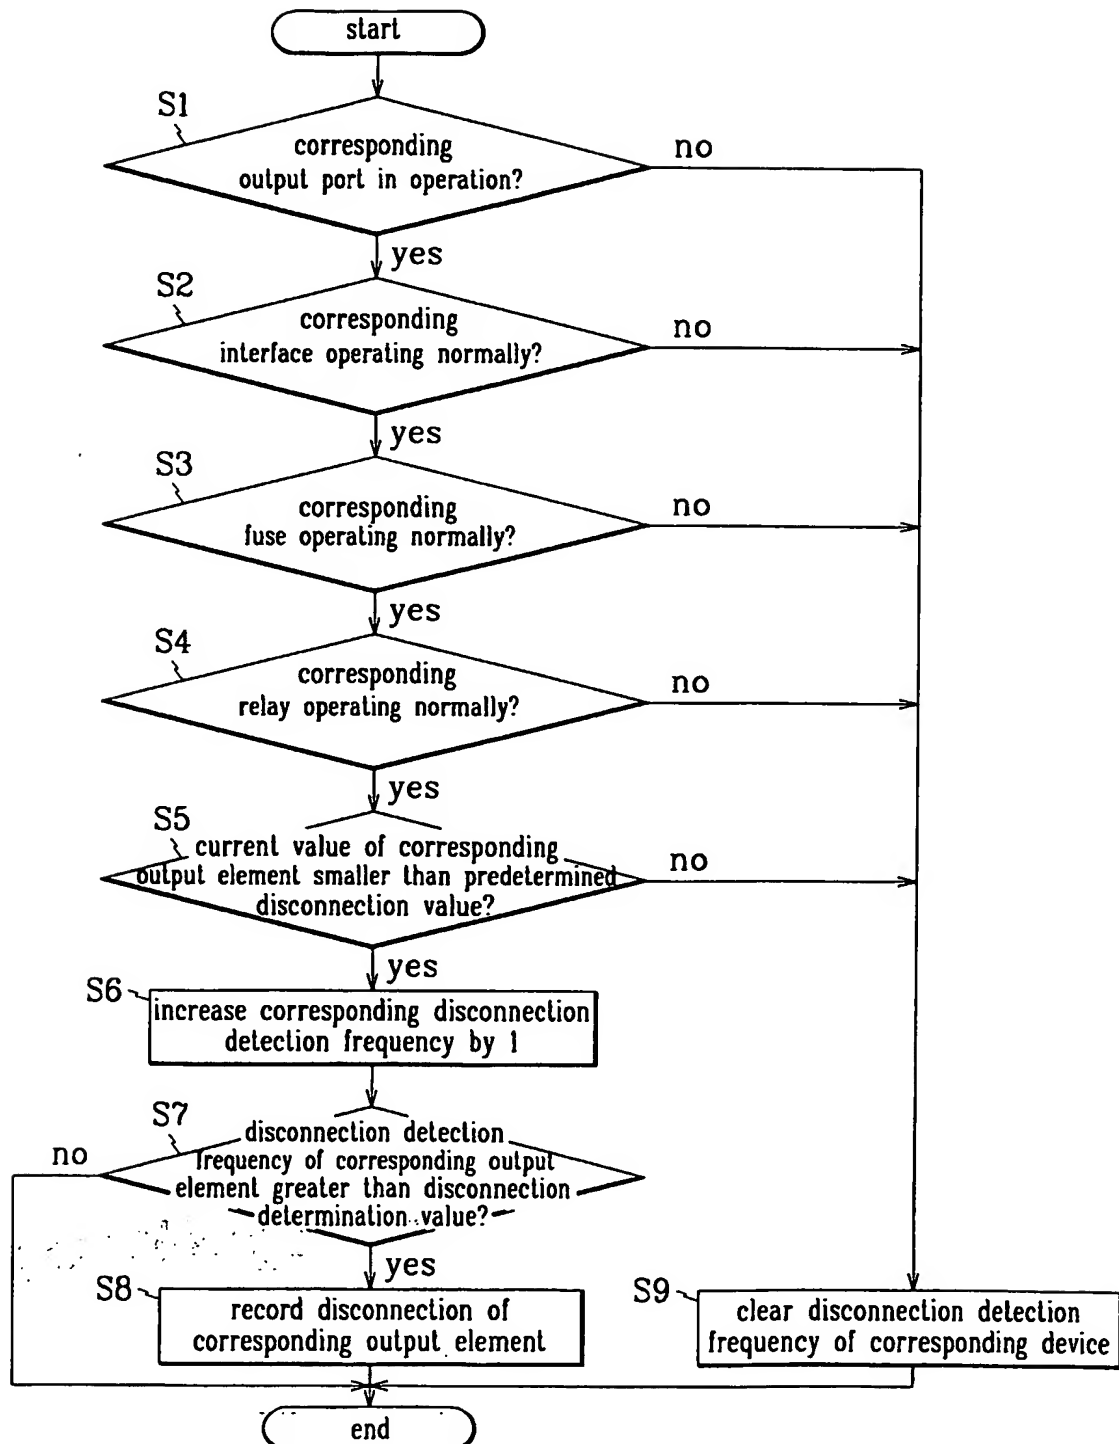 start
S1
corresponding
output port in operation?
no
yes
S2
corresponding
interface operating normally?
no
yes
S3
corresponding
fuse operating normally?
no
yes
S4
corresponding
relay operating normally?
no
yes
S5
current value of corresponding
output element smaller than predetermined
disconnection value?
no
yes
S6
increase corresponding disconnection
detection frequency by 1
S7
no
disconnection detection
frequency of corresponding output
element greater than disconnection
determination value?
yes
S8
record disconnection of
corresponding output element
S9
clear disconnection detection
frequency of corresponding device
end